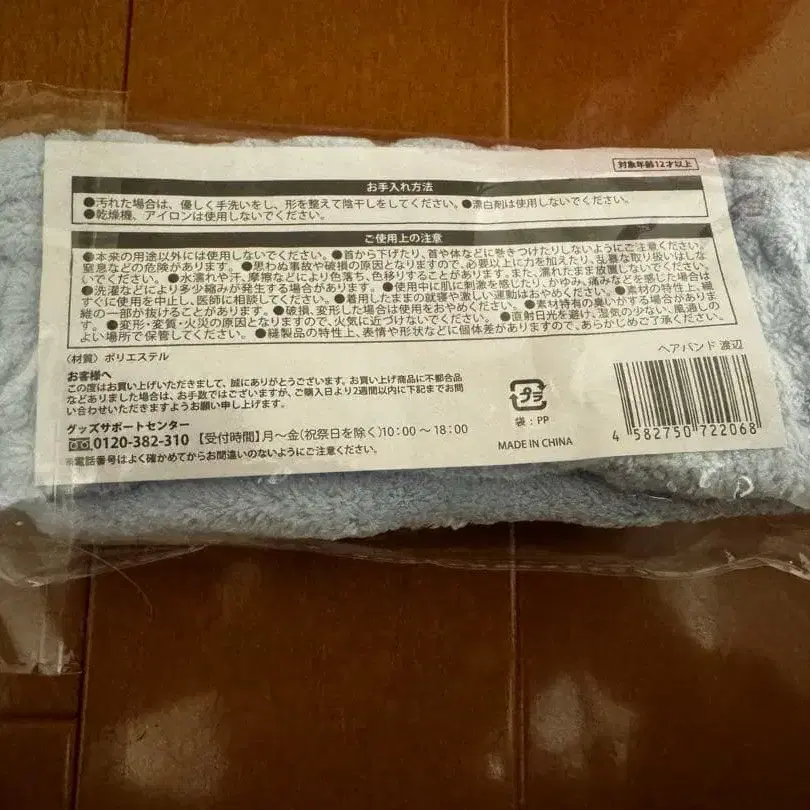 対象年齢12才以上
お手入れ方法
●汚れた場合は、優しく手洗いをし、形を整えて陰干しをしてください。●漂白剤は使用しないでください。
●乾燥機、アイロンは使用しないでください。
ご使用上の注意
●本来の用途以外には使用しないでください。●首から下げたり、首や体などに巻きつけたりしないようにご注意ください。
窒息などの危険があります。●思わぬ事故や破損の原因となりますので、必要以上に力を加えたり、乱暴な取り扱いはしな
いでください。●水濡れや汗、摩擦などにより色落ち、色移りすることがあります。また、濡れたまま放置しないでください。
●洗濯などにより多少縮みが発生する場合があります。●使用中に肌に刺激を感じたり、かゆみ、痛みなどを感じた場合は
すぐに使用を中止し、医師に相談してください。●着用したままの就寝や激しい運動はおやめください。●素材の特性上、繊
維の一部が抜けることがあります。●破損、変形した場合は使用をおやめください。●素材特有の臭いがする場合がありま
す。●変形・変質・火災の原因となりますので、火気に近づけないでください。●直射日光を避け、湿気の少ない、風通しの
よい場所で保管してください。●縫製品の特性上、表情や形状などに個体差がありますので、あらかじめご了承ください。
〈材質〉ポリエステル
ヘアバンド 渡辺
お客様へ
この度はお買い上げいただきまして、誠にありがとうございます。お買い上げ商品に不都合品
などありました場合は、お手数ではございますが、ご購入日より2週間以内に下記までお問
い合わせいただきますようお願い申し上げます。
グッズサポートセンター
0120-382-310 【受付時間】月～金(祝祭日を除く)10:00～18:00
※電話番号はよく確かめてからお間違いのないようにご注意ください。
プラ
袋：PP
MADE IN CHINA
4 582750 722068